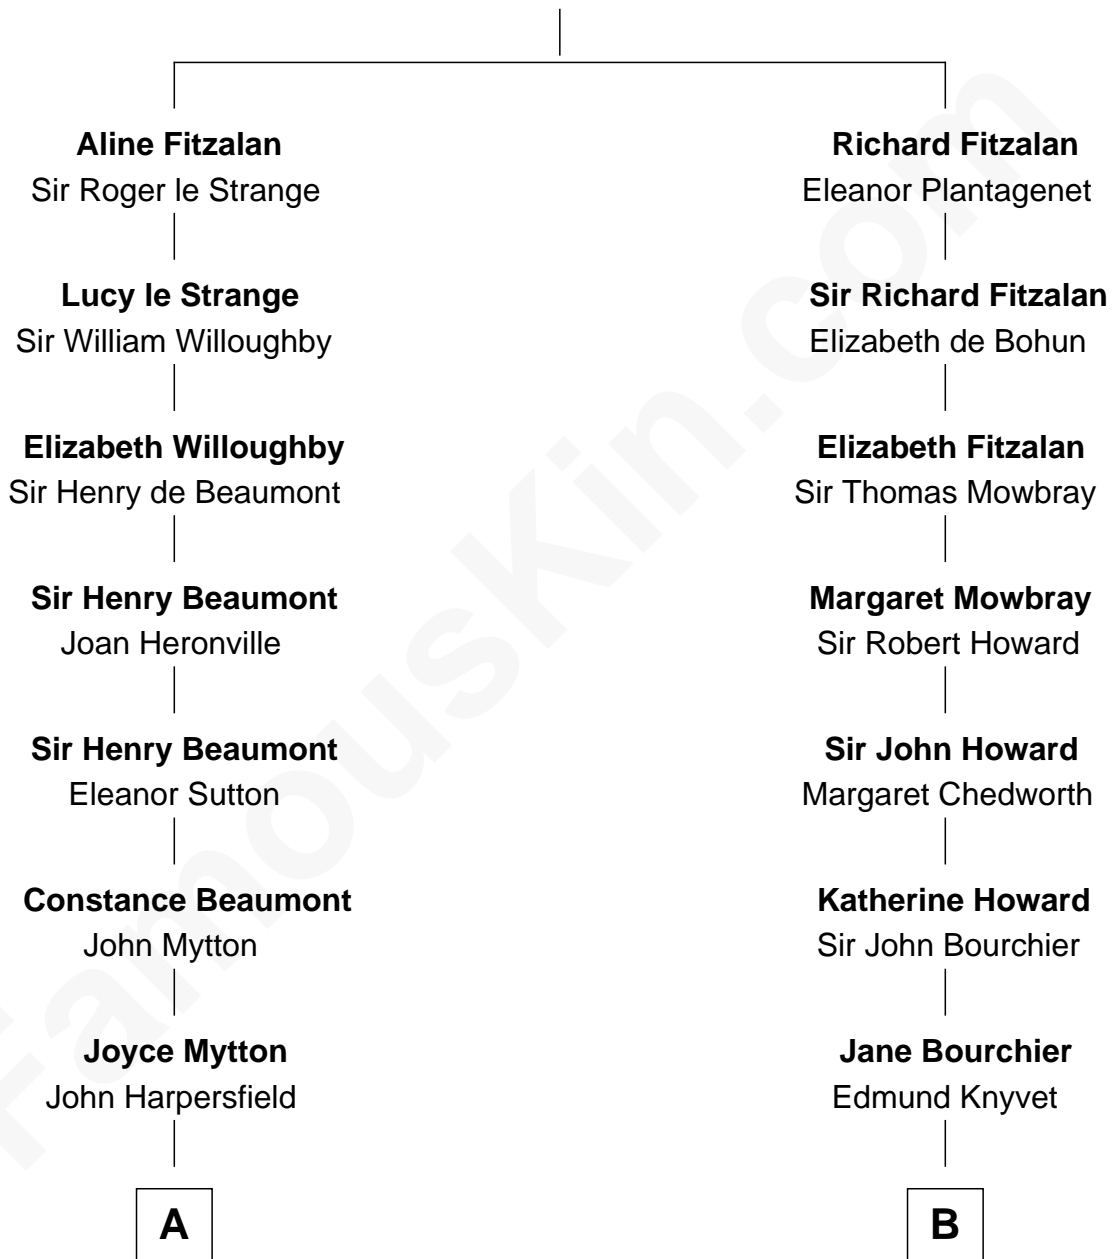 Aline Fitzalan
Sir Roger le Strange
Lucy le Strange
Sir William Willoughby
Elizabeth Willoughby
Sir Henry de Beaumont
Sir Henry Beaumont
Joan Heronville
Sir Henry Beaumont
Eleanor Sutton
Constance Beaumont
John Mytton
Joyce Mytton
John Harpersfield
A
Richard Fitzalan
Eleanor Plantagenet
Sir Richard Fitzalan
Elizabeth de Bohun
Elizabeth Fitzalan
Sir Thomas Mowbray
Margaret Mowbray
Sir Robert Howard
Sir John Howard
Margaret Chedworth
Katherine Howard
Sir John Bourchier
Jane Bourchier
Edmund Knyvet
B
FamousKin.com